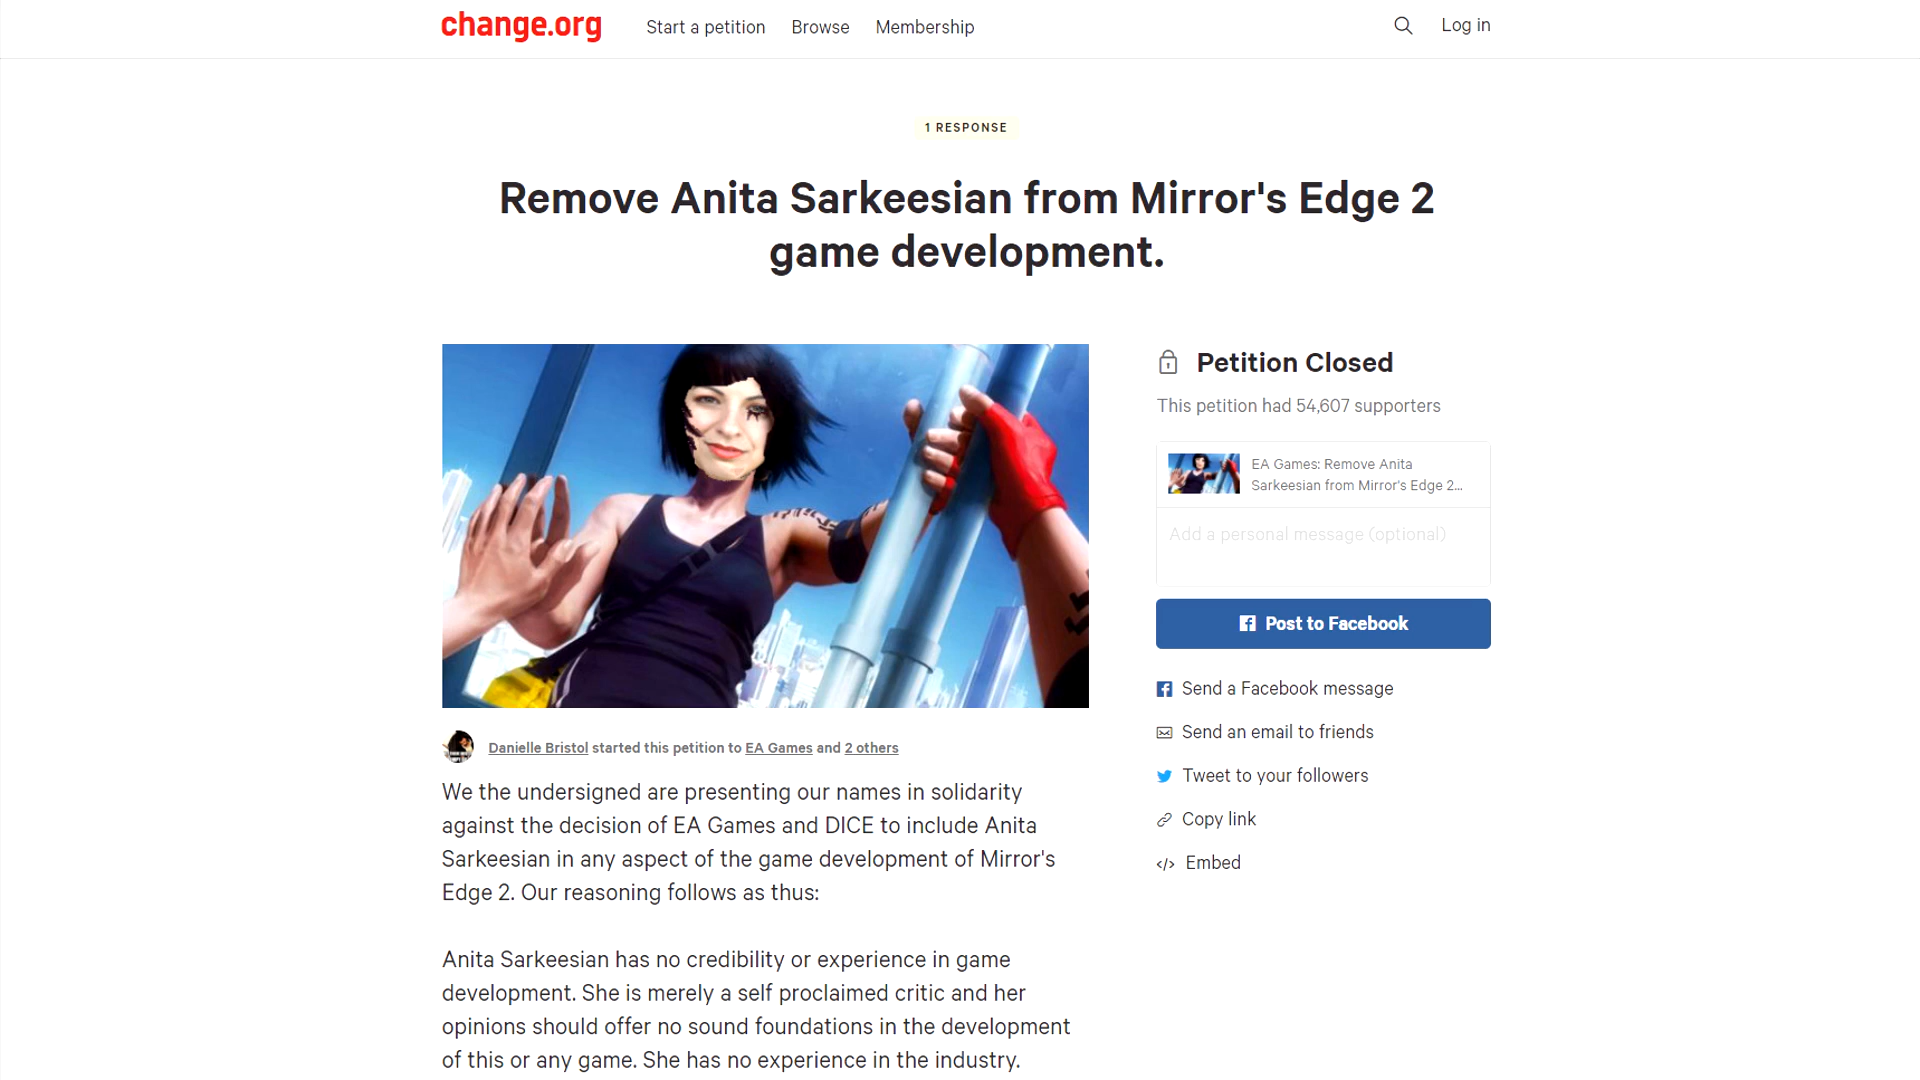 change.org
Start a petition
Browse
Membership
Log in
1 RESPONSE
Remove Anita Sarkeesian from Mirror's Edge 2
game development.
Danielle Bristol started this petition to EA Games and 2 others
We the undersigned are presenting our names in solidarity
against the decision of EA Games and DICE to include Anita
Sarkeesian in any aspect of the game development of Mirror's
Edge 2. Our reasoning follows as thus:
Anita Sarkeesian has no credibility or experience in game
development. She is merely a self proclaimed critic and her
opinions should offer no sound foundations in the development
of this or any game. She has no experience in the industry.
Petition Closed
This petition had 54,607 supporters
EA Games: Remove Anita
Sarkeesian from Mirror's Edge 2...
Add a personal message (optional)
Post to Facebook
Send a Facebook message
Send an email to friends
Tweet to your followers
Copy link
Embed